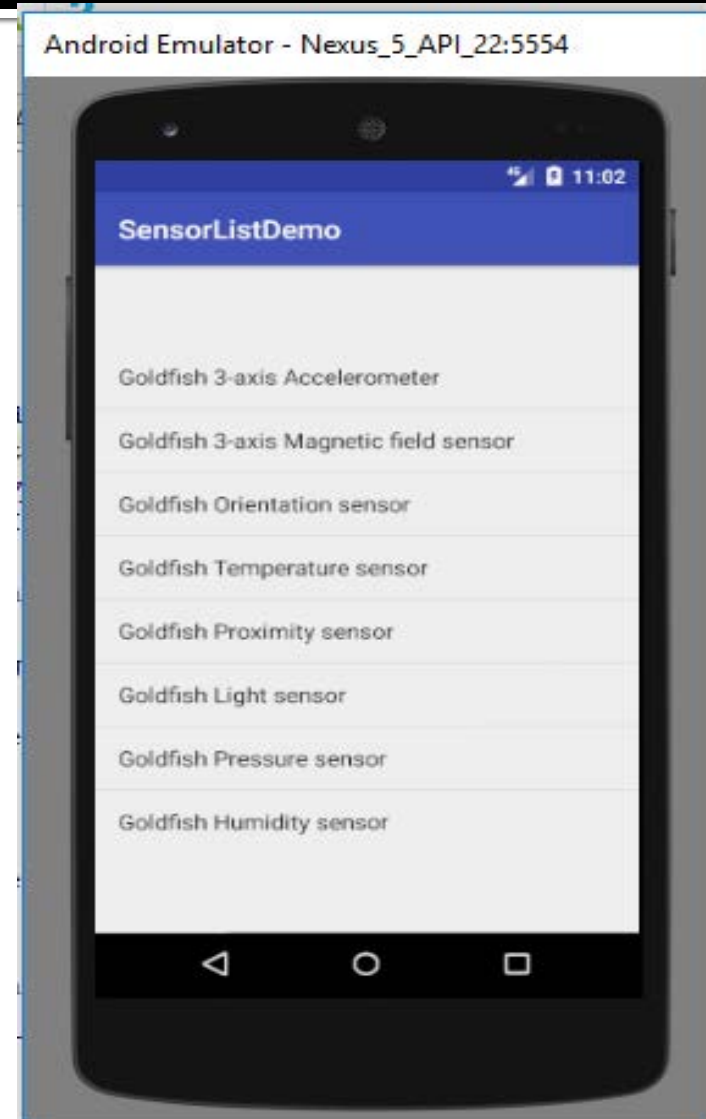 Android Emulator - Nexus_5_API_22:5554
4G 11:02
SensorListDemo
Goldfish 3-axis Accelerometer
Goldfish 3-axis Magnetic field sensor
Goldfish Orientation sensor
Goldfish Temperature sensor
Goldfish Proximity sensor
Goldfish Light sensor
Goldfish Pressure sensor
Goldfish Humidity sensor